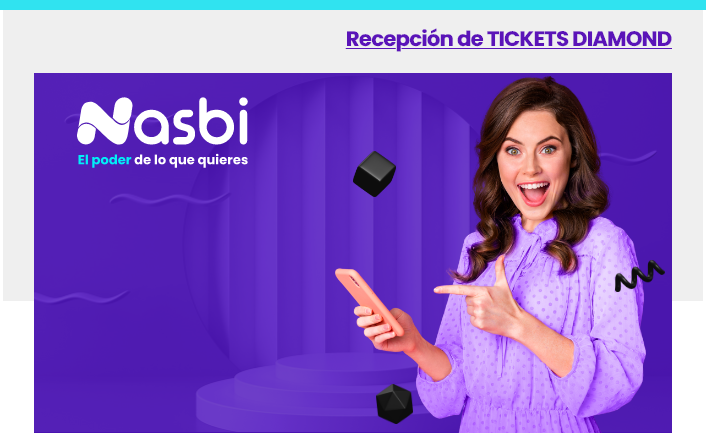 Recepción de TICKETS DIAMOND
Nasbi
El poder de lo que quieres